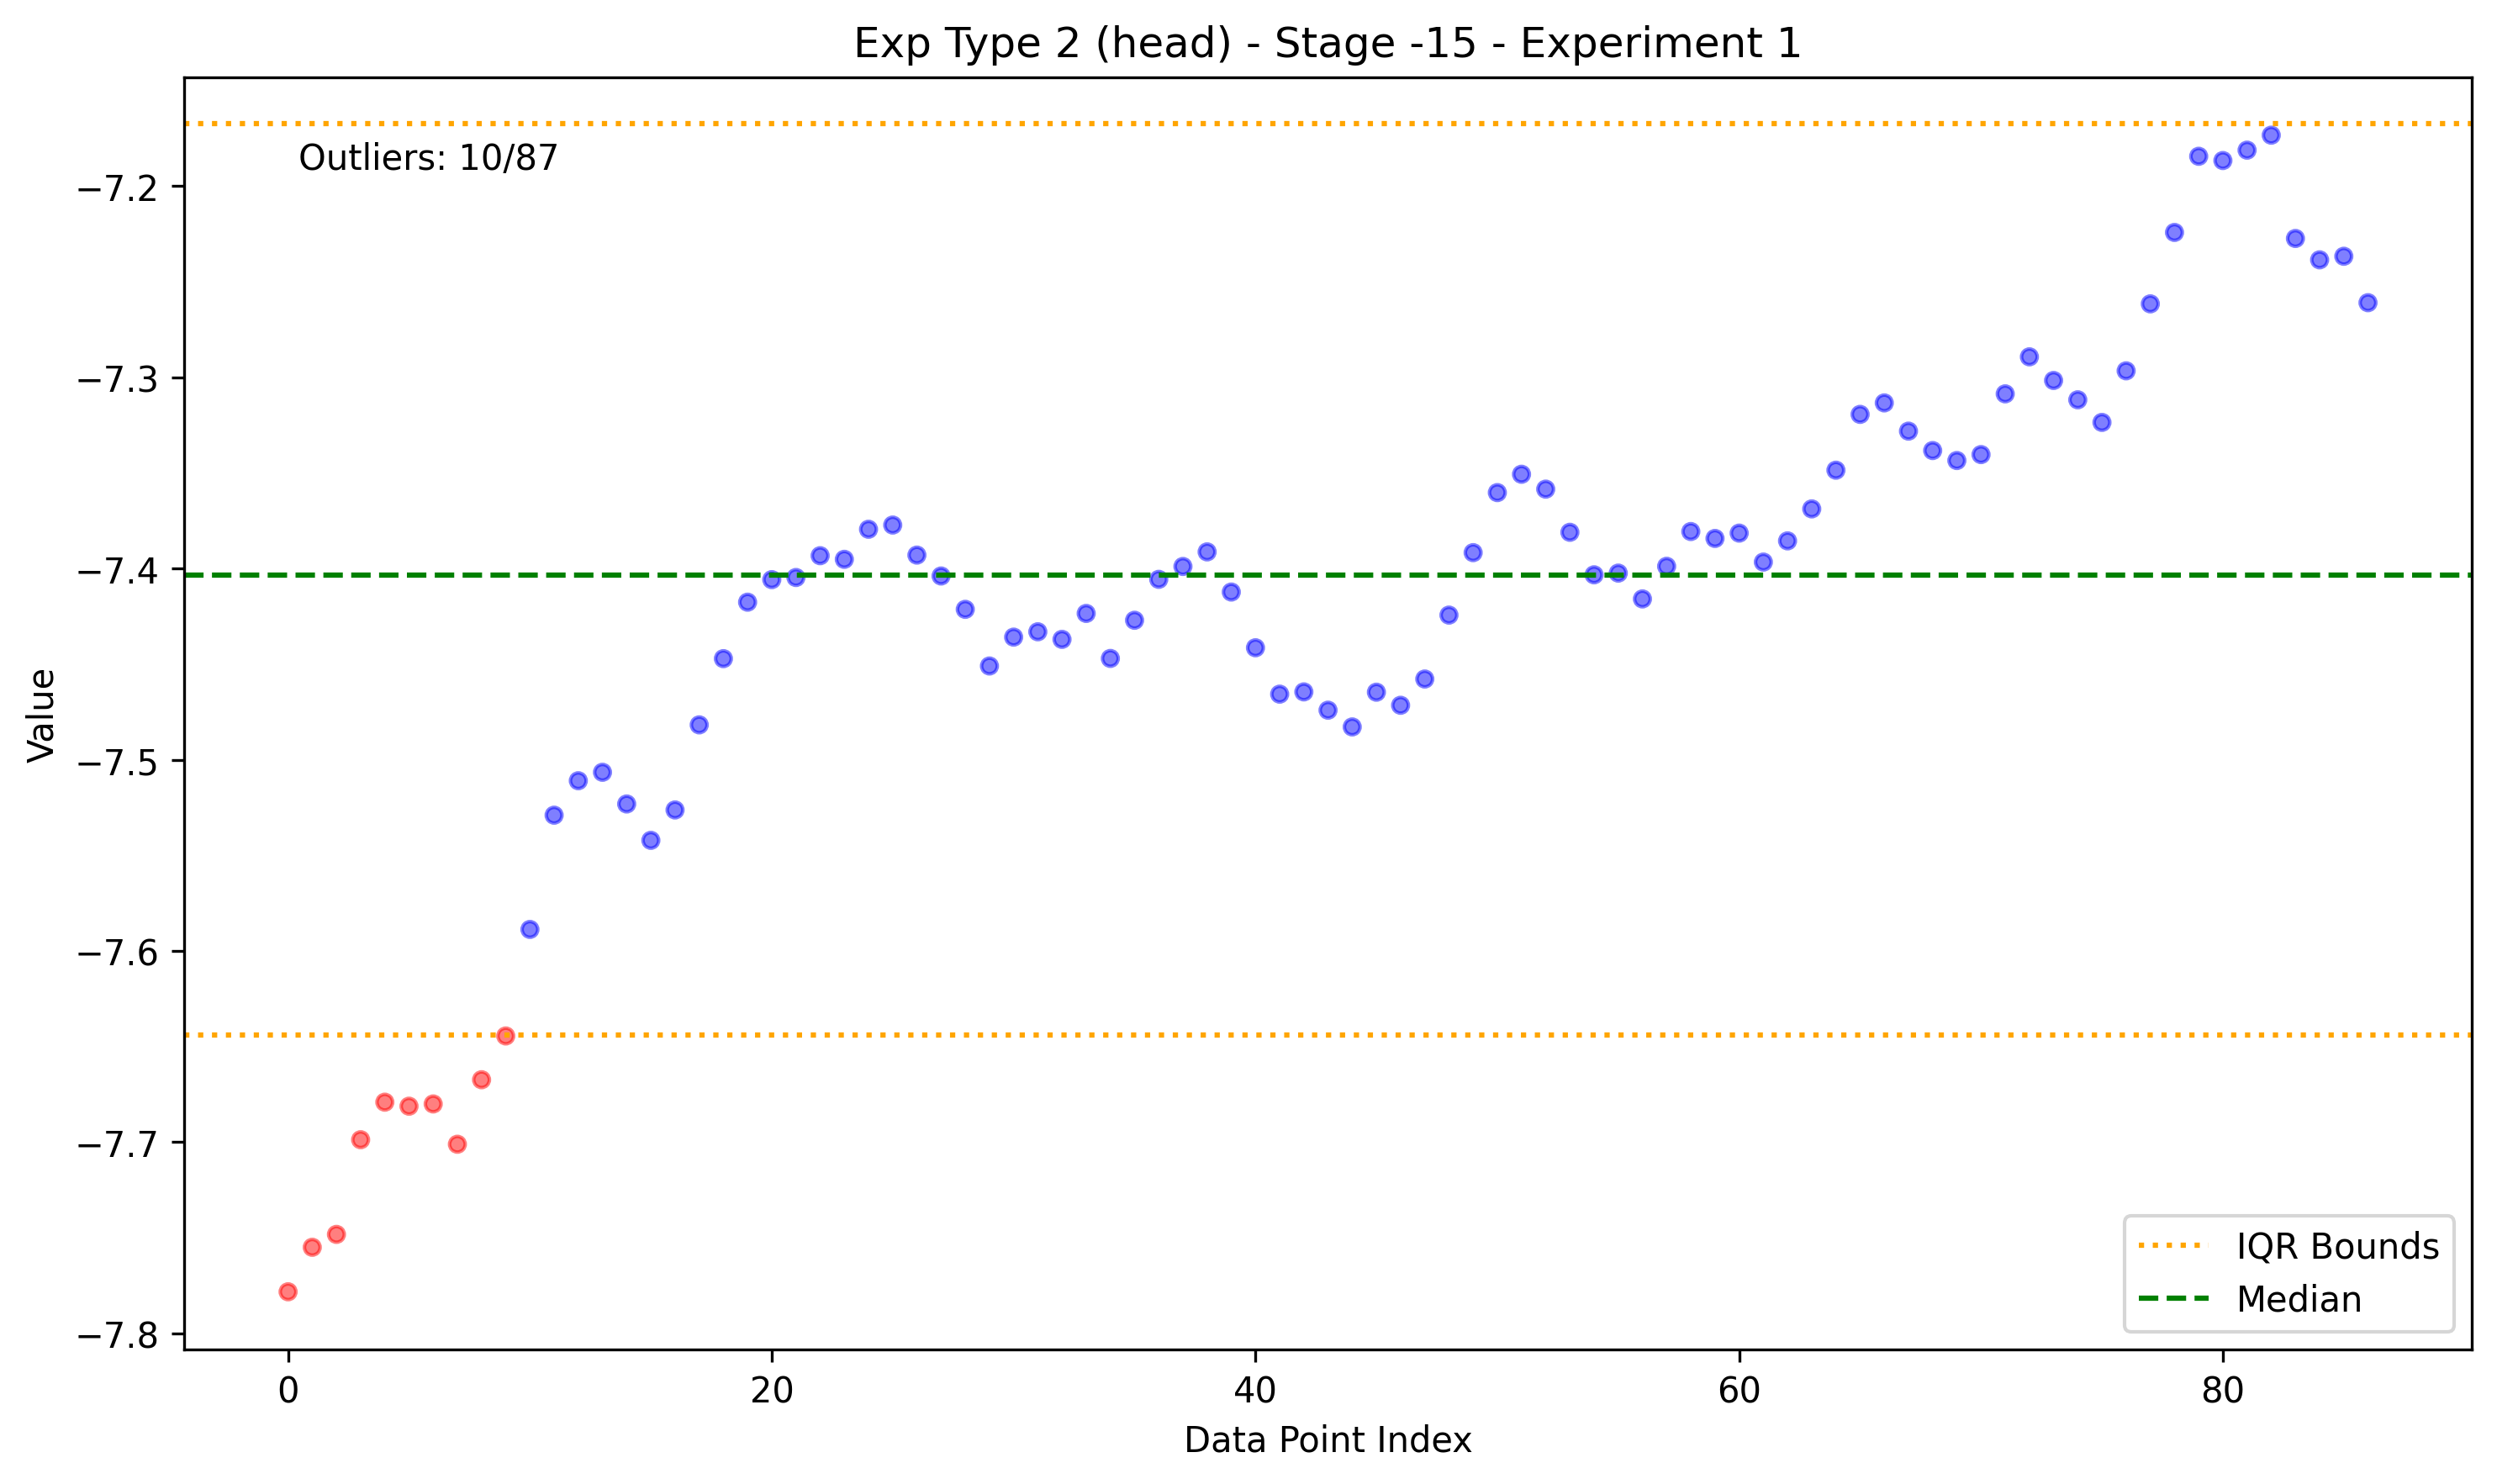 Exp Type 2 (head) - Stage -15 - Experiment 1
Outliers: 10/87
−7.2
−7.3
−7.4
−7.5
−7.6
−7.7
−7.8
Value
0 20 40 60 80
Data Point Index
IQR Bounds
Median